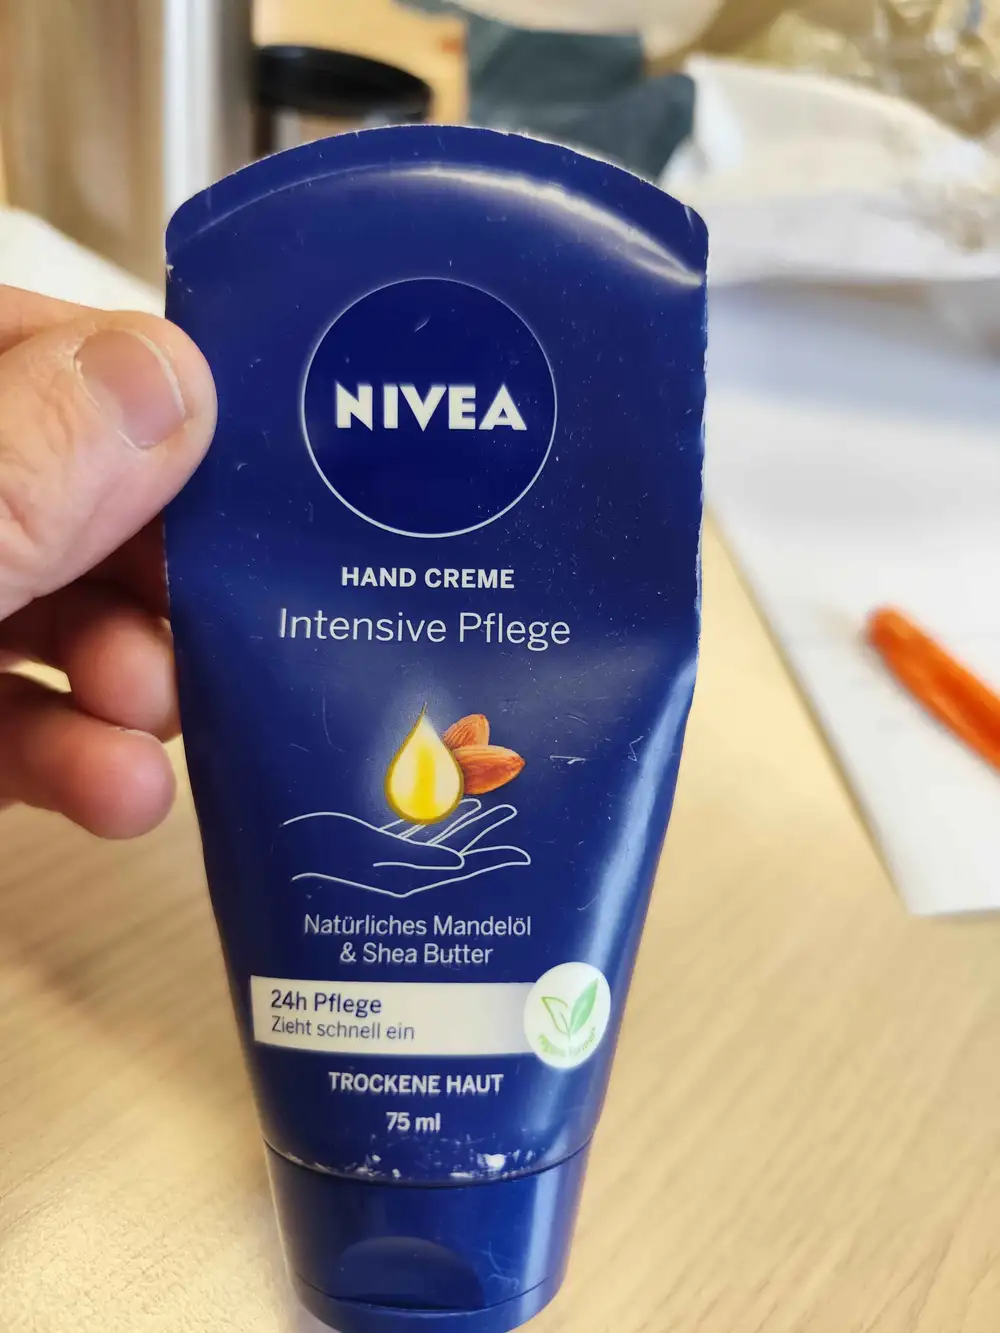 NIVEA
HAND CREME
Intensive Pflege
Natürliches Mandelöl
& Shea Butter
24h Pflege
Zieht schnell ein
TROCKENE HAUT
75 ml